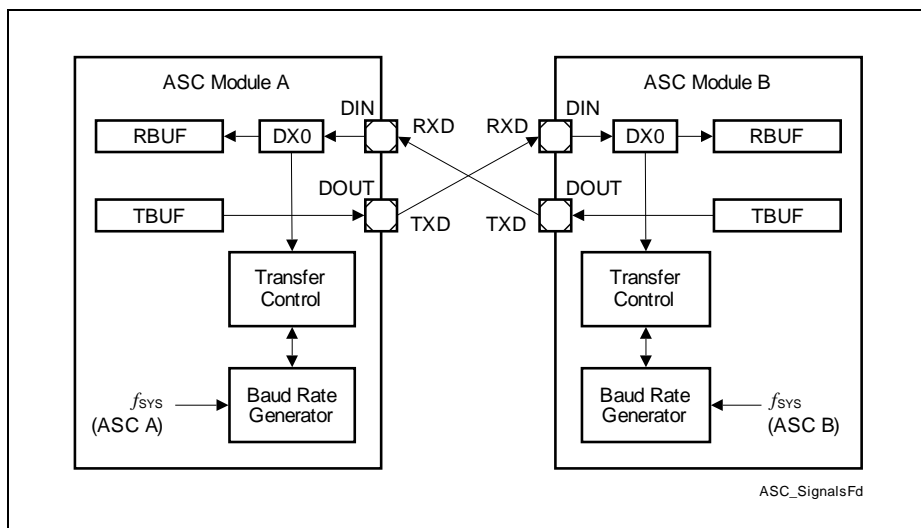 ASC Module A
DIN
RXD
RBUF
DX0
DOUT
TBUF
TXD
Transfer
Control
fSYS
(ASC A)
Baud Rate
Generator
ASC Module B
RXD
DIN
DX0
RBUF
DOUT
TXD
TBUF
Transfer
Control
Baud Rate
Generator
fSYS
(ASC B)
ASC_SignalsFd